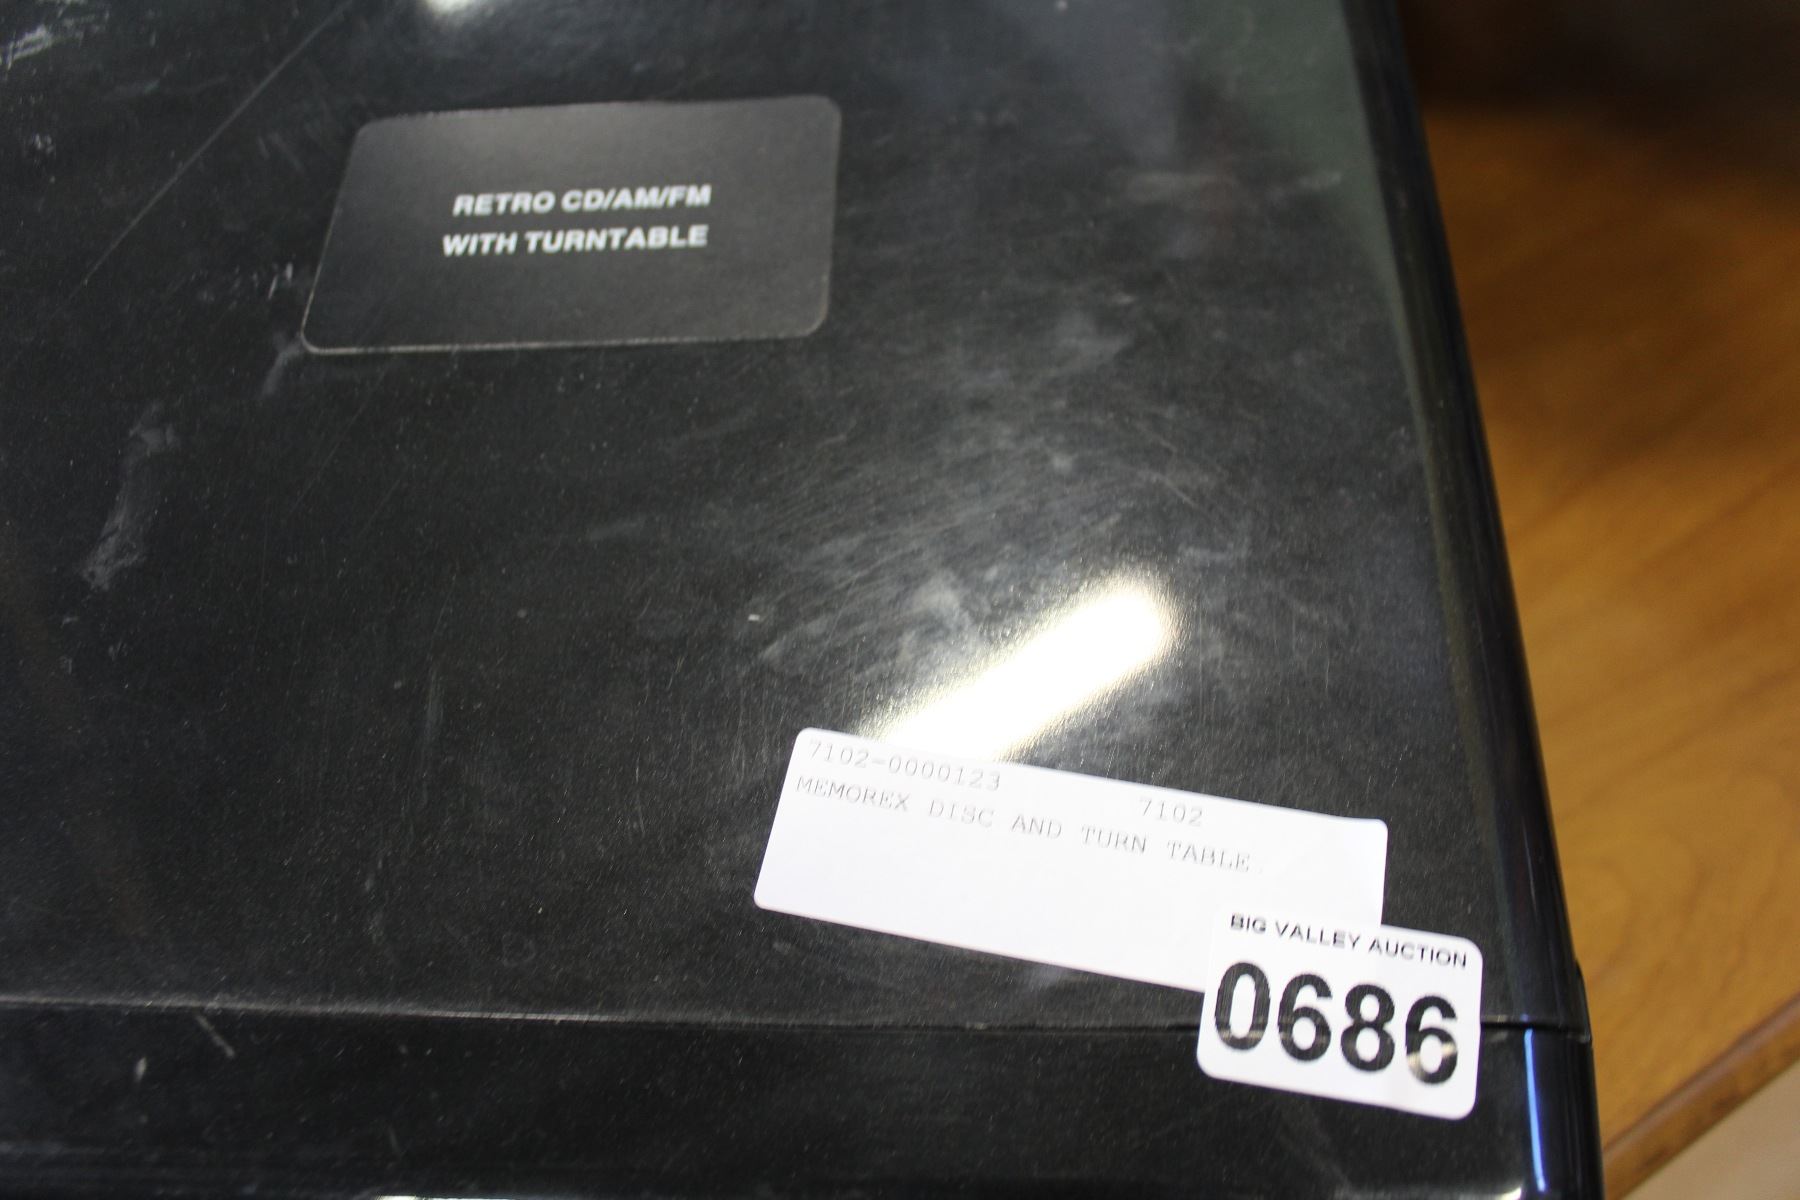 RETRO CD/AM/FM
WITH TURNTABLE
7102-0000123 7102
MEMOREX DISC AND TURN TABLE.
BIG VALLEY AUCTION
0686